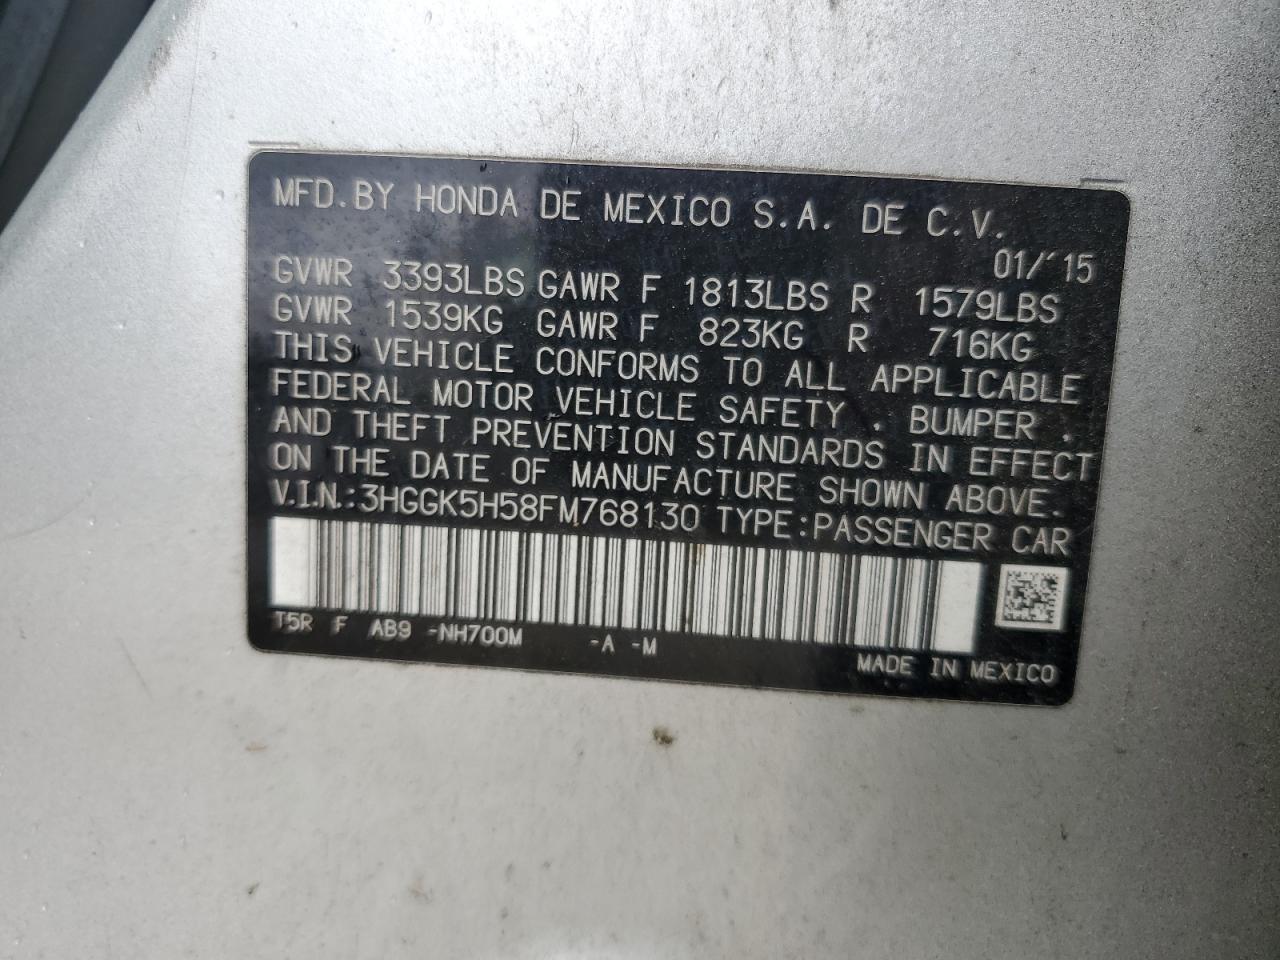 MFD.BY HONDA DE MEXICO S.A. DE C.V.
01/'15
GVWR 3393LBS GAWR F 1813LBS R 1579LBS
GVWR 1539KG GAWR F 823KG R 716KG
THIS VEHICLE CONFORMS TO ALL APPLICABLE
FEDERAL MOTOR VEHICLE SAFETY , BUMPER ,
AND THEFT PREVENTION STANDARDS IN EFFECT
ON THE DATE OF MANUFACTURE SHOWN ABOVE.
V.I.N.:3HGGK5H58FM768130 TYPE:PASSENGER CAR
T5R F AB9 -NH700M -A -M
MADE IN MEXICO